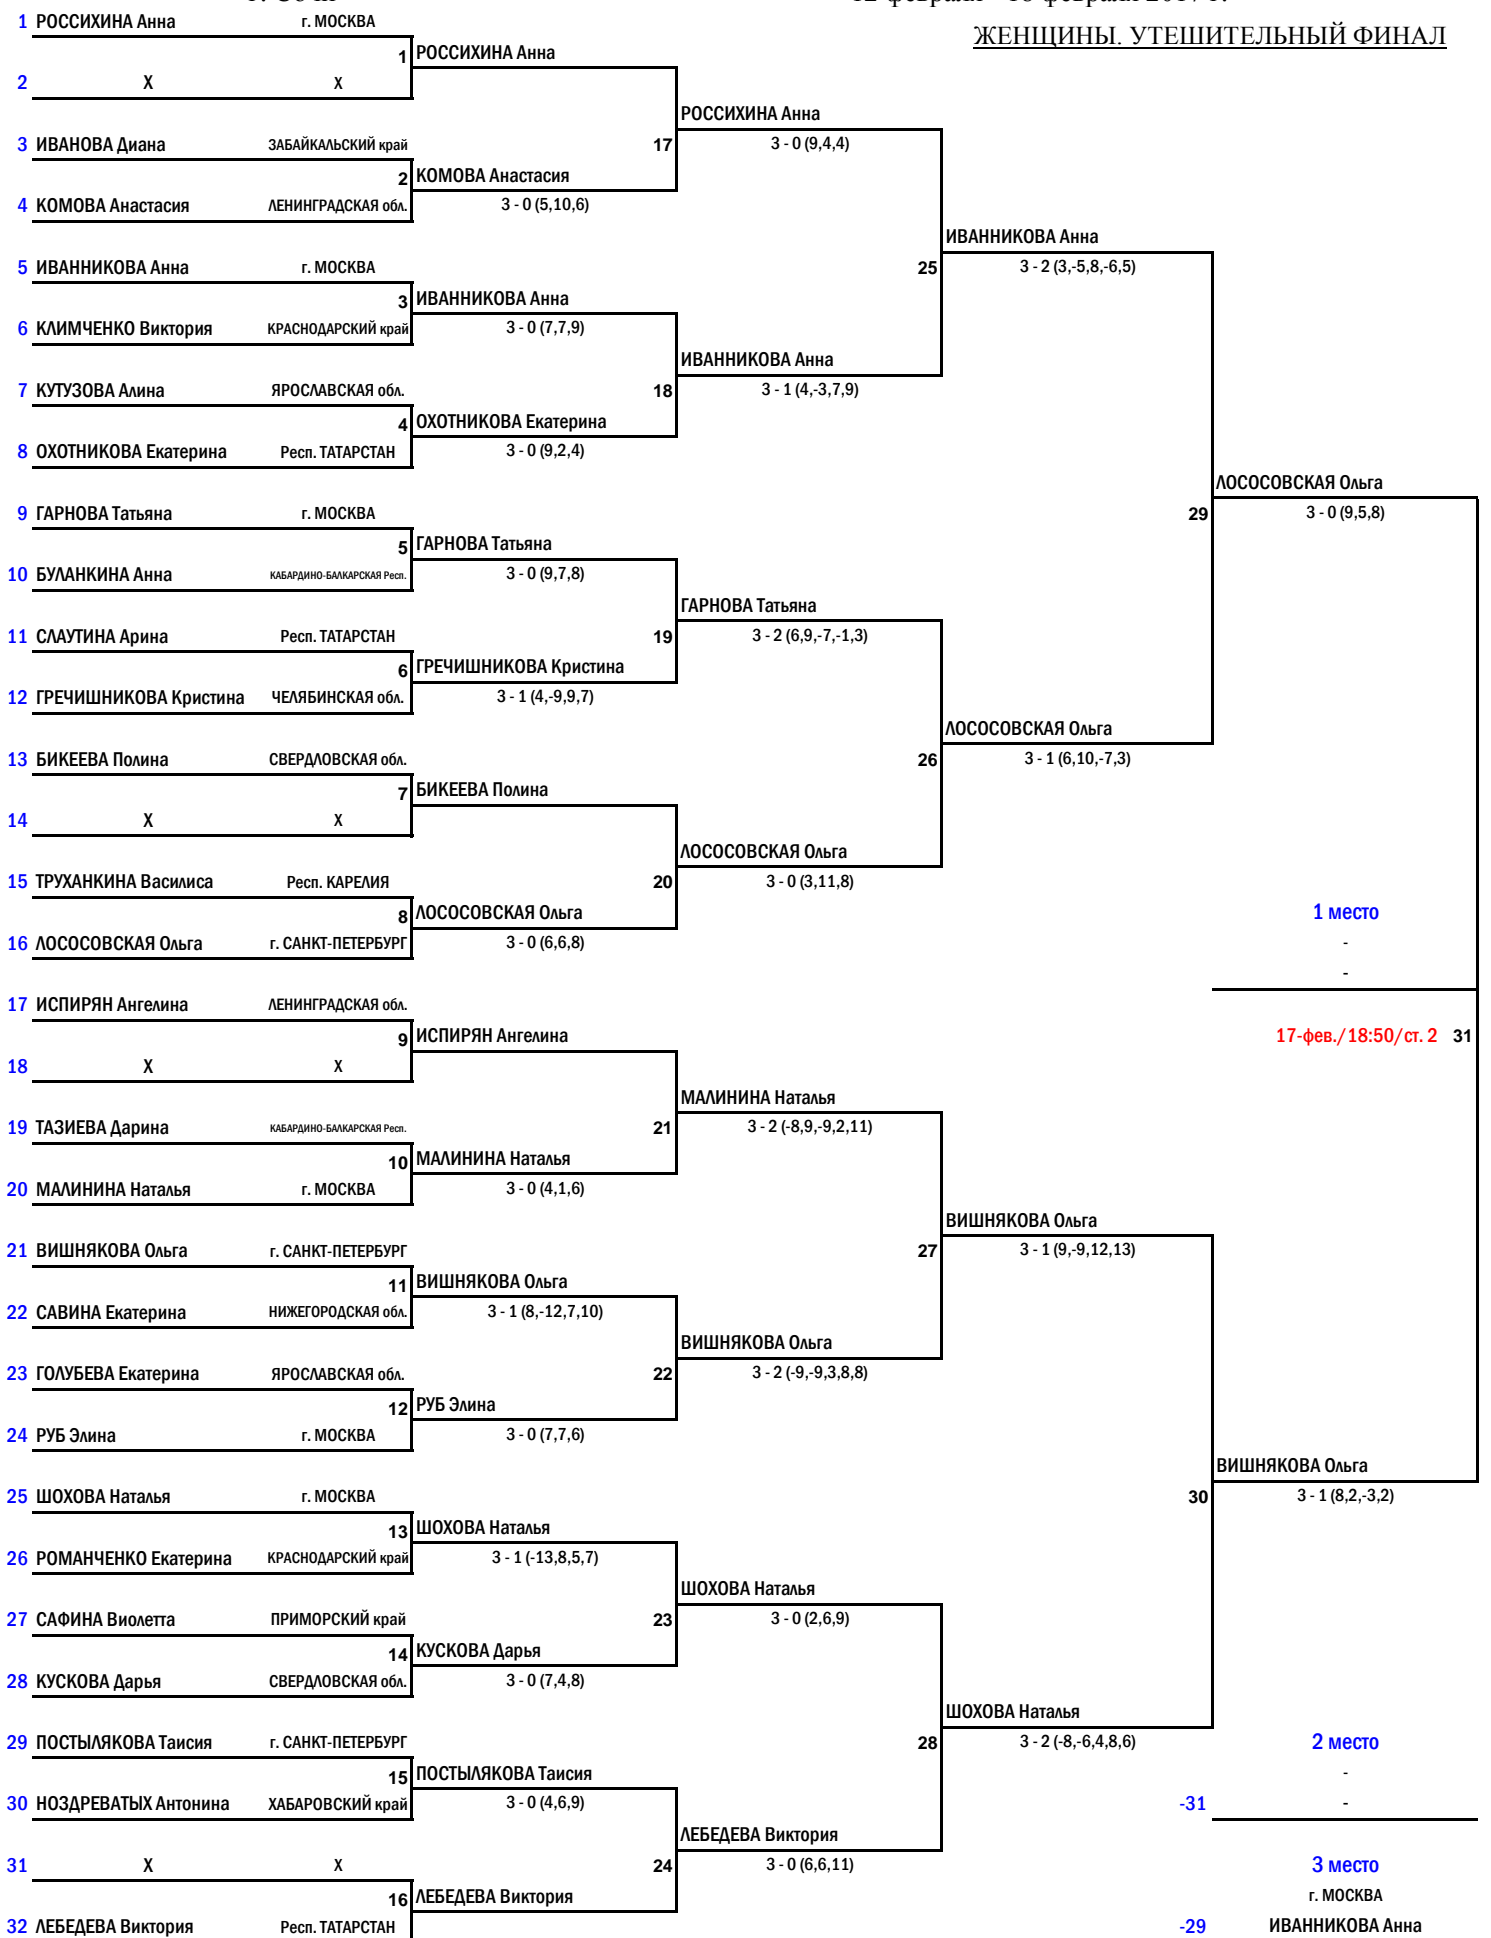 1 РОССИХИНА Анна г. МОСКВА
ЖЕНЩИНЫ. УТЕШИТЕЛЬНЫЙ ФИНАЛ
1 РОССИХИНА Анна
2 X X
РОССИХИНА Анна
3 ИВАНОВА Диана ЗАБАЙКАЛЬСКИЙ край 17 3 - 0 (9,4,4)
2 КОМОВА Анастасия
4 КОМОВА Анастасия ЛЕНИНГРАДСКАЯ обл. 3 - 0 (5,10,6)
ИВАННИКОВА Анна
5 ИВАННИКОВА Анна г. МОСКВА 25 3 - 2 (3,-5,8,-6,5)
3 ИВАННИКОВА Анна
6 КЛИМЧЕНКО Виктория КРАСНОДАРСКИЙ край 3 - 0 (7,7,9)
ИВАННИКОВА Анна
7 КУТУЗОВА Алина ЯРОСЛАВСКАЯ обл. 18 3 - 1 (4,-3,7,9)
4 ОХОТНИКОВА Екатерина
8 ОХОТНИКОВА Екатерина Респ. ТАТАРСТАН 3 - 0 (9,2,4)
ЛОСОСОВСКАЯ Ольга
9 ГАРНОВА Татьяна г. МОСКВА 29 3 - 0 (9,5,8)
5 ГАРНОВА Татьяна
10 БУЛАНКИНА Анна КАБАРДИНО-БАЛКАРСКАЯ Респ. 3 - 0 (9,7,8)
ГАРНОВА Татьяна
11 СЛАУТИНА Арина Респ. ТАТАРСТАН 19 3 - 2 (6,9,-7,-1,3)
6 ГРЕЧИШНИКОВА Кристина
12 ГРЕЧИШНИКОВА Кристина ЧЕЛЯБИНСКАЯ обл. 3 - 1 (4,-9,9,7)
ЛОСОСОВСКАЯ Ольга
13 БИКЕЕВА Полина СВЕРДЛОВСКАЯ обл. 26 3 - 1 (6,10,-7,3)
7 БИКЕЕВА Полина
14 X X
ЛОСОСОВСКАЯ Ольга
15 ТРУХАНКИНА Василиса Респ. КАРЕЛИЯ 20 3 - 0 (3,11,8)
8 ЛОСОСОВСКАЯ Ольга 1 место
16 ЛОСОСОВСКАЯ Ольга г. САНКТ-ПЕТЕРБУРГ 3 - 0 (6,6,8) -
-
17 ИСПИРЯН Ангелина ЛЕНИНГРАДСКАЯ обл.
9 ИСПИРЯН Ангелина 17-фев./18:50/ст. 2 31
18 X X
МАЛИНИНА Наталья
19 ТАЗИЕВА Дарина КАБАРДИНО-БАЛКАРСКАЯ Респ. 21 3 - 2 (-8,9,-9,2,11)
10 МАЛИНИНА Наталья
20 МАЛИНИНА Наталья г. МОСКВА 3 - 0 (4,1,6)
ВИШНЯКОВА Ольга
21 ВИШНЯКОВА Ольга г. САНКТ-ПЕТЕРБУРГ 27 3 - 1 (9,-9,12,13)
11 ВИШНЯКОВА Ольга
22 САВИНА Екатерина НИЖЕГОРОДСКАЯ обл. 3 - 1 (8,-12,7,10)
ВИШНЯКОВА Ольга
23 ГОЛУБЕВА Екатерина ЯРОСЛАВСКАЯ обл. 22 3 - 2 (-9,-9,3,8,8)
12 РУБ Элина
24 РУБ Элина г. МОСКВА 3 - 0 (7,7,6)
ВИШНЯКОВА Ольга
25 ШОХОВА Наталья г. МОСКВА 30 3 - 1 (8,2,-3,2)
13 ШОХОВА Наталья
26 РОМАНЧЕНКО Екатерина КРАСНОДАРСКИЙ край 3 - 1 (-13,8,5,7)
ШОХОВА Наталья
27 САФИНА Виолетта ПРИМОРСКИЙ край 23 3 - 0 (2,6,9)
14 КУСКОВА Дарья
28 КУСКОВА Дарья СВЕРДЛОВСКАЯ обл. 3 - 0 (7,4,8)
ШОХОВА Наталья
29 ПОСТЫЛЯКОВА Таисия г. САНКТ-ПЕТЕРБУРГ 28 3 - 2 (-8,-6,4,8,6) 2 место
15 ПОСТЫЛЯКОВА Таисия -
30 НОЗДРЕВАТЫХ Антонина ХАБАРОВСКИЙ край 3 - 0 (4,6,9) -31 -
ЛЕБЕДЕВА Виктория
31 X X 24 3 - 0 (6,6,11) 3 место
16 ЛЕБЕДЕВА Виктория г. МОСКВА
32 ЛЕБЕДЕВА Виктория Респ. ТАТАРСТАН -29 ИВАННИКОВА Анна